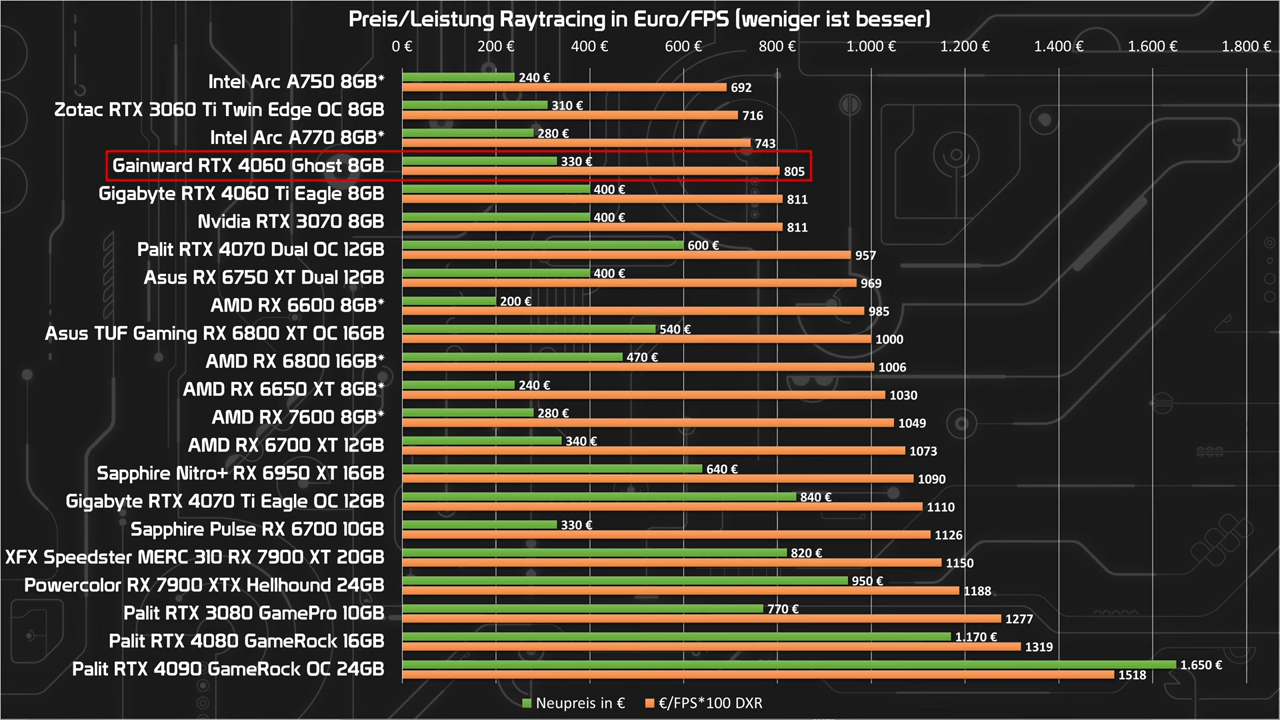 Preis/Leistung Raytracing in Euro/FPS (weniger ist besser)
0 € 200 € 400 € 600 € 800 € 1.000 € 1.200 € 1.400 € 1.600 € 1.800 €
Intel Arc A750 8GB* 240 € 692
Zotac RTX 3060 Ti Twin Edge OC 8GB 310 € 716
Intel Arc A770 8GB* 280 € 743
Gainward RTX 4060 Ghost 8GB 330 € 805
Gigabyte RTX 4060 Ti Eagle 8GB 400 € 811
Nvidia RTX 3070 8GB 400 € 811
Palit RTX 4070 Dual OC 12GB 600 € 957
Asus RX 6750 XT Dual 12GB 400 € 969
AMD RX 6600 8GB* 200 € 985
Asus TUF Gaming RX 6800 XT OC 16GB 540 € 1000
AMD RX 6800 16GB* 470 € 1006
AMD RX 6650 XT 8GB* 240 € 1030
AMD RX 7600 8GB* 280 € 1049
AMD RX 6700 XT 12GB 340 € 1073
Sapphire Nitro+ RX 6950 XT 16GB 640 € 1090
Gigabyte RTX 4070 Ti Eagle OC 12GB 840 € 1110
Sapphire Pulse RX 6700 10GB 330 € 1126
XFX Speedster MERC 310 RX 7900 XT 20GB 820 € 1150
Powercolor RX 7900 XTX Hellhound 24GB 950 € 1188
Palit RTX 3080 GamePro 10GB 770 € 1277
Palit RTX 4080 GameRock 16GB 1.170 € 1319
Palit RTX 4090 GameRock OC 24GB 1.650 € 1518
Neupreis in € €/FPS*100 DXR